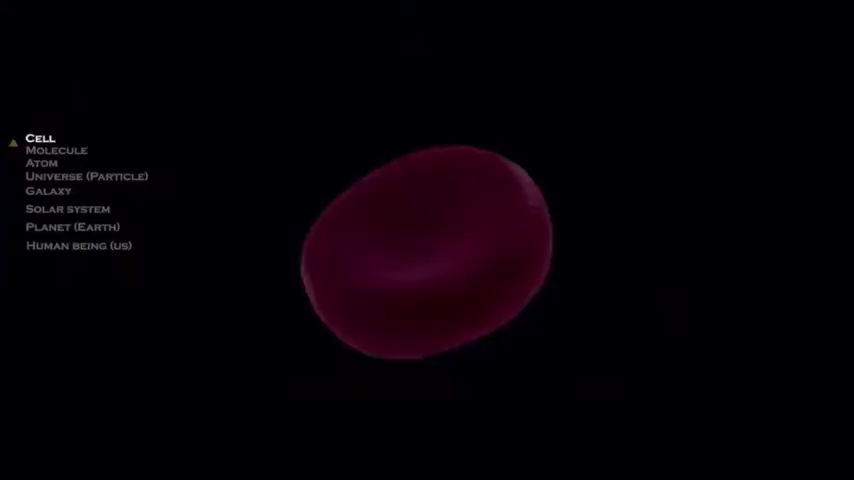 Cell
Molecule
Atom
Universe (Particle)
Galaxy
Solar system
Planet (Earth)
Human being (us)